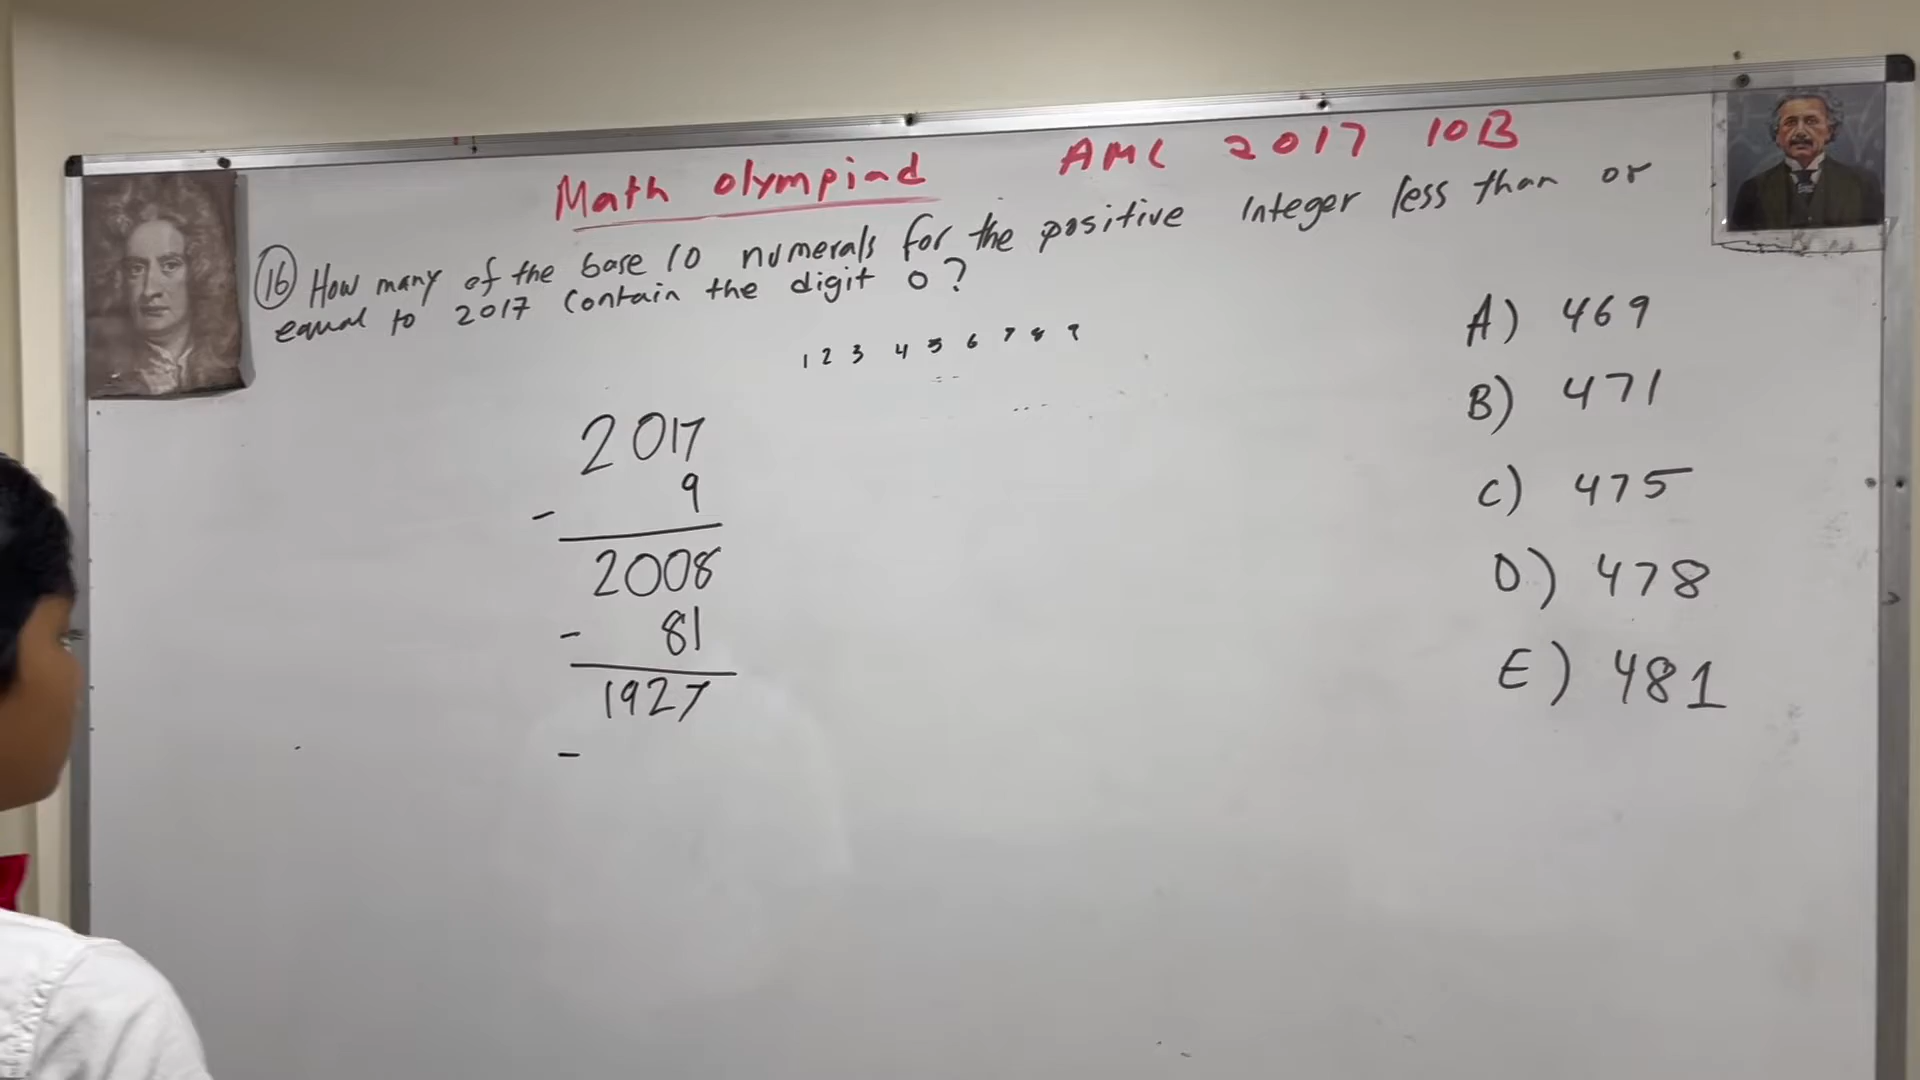 Math olympiad AMC 2017 10B
16 How many of the base 10 numerals for the positive Integer less than or
equal to 2017 contain the digit 0?
1 2 3 4 5 6 7 8 9
2017
- 9
2008
- 81
1927
-
A) 469
B) 471
C) 475
D) 478
E) 481